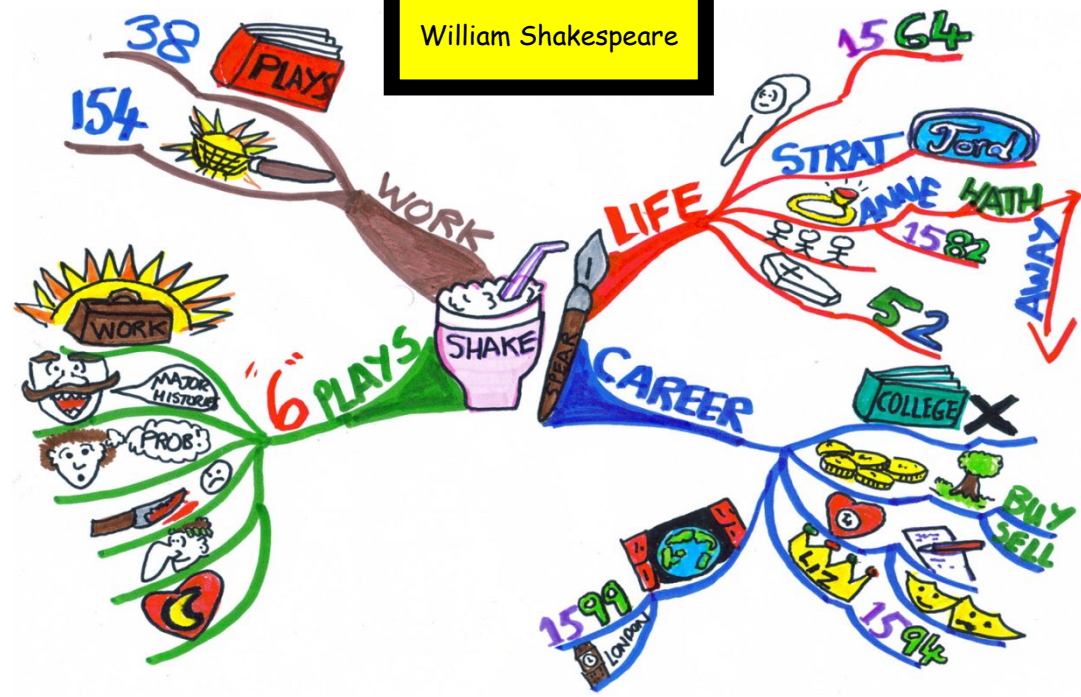 William Shakespeare
38
PLAYS
154
WORK
WORK
"6" PLAYS
MAJOR
HISTORIES
PROB!
SHAKE
SPEAR
LIFE
1564
STRAT
Ford
ANNE HATH
1582
AWAY
52
CAREER
COLLEGE
BUY
SELL
LIZ
1594
1599
LONDON